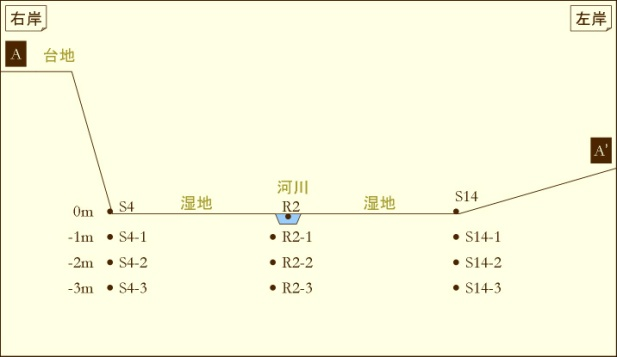 右岸
左岸
A
台地
A'
河川
湿地
湿地
0m
S4
R2
S14
-1m
S4-1
R2-1
S14-1
-2m
S4-2
R2-2
S14-2
-3m
S4-3
R2-3
S14-3